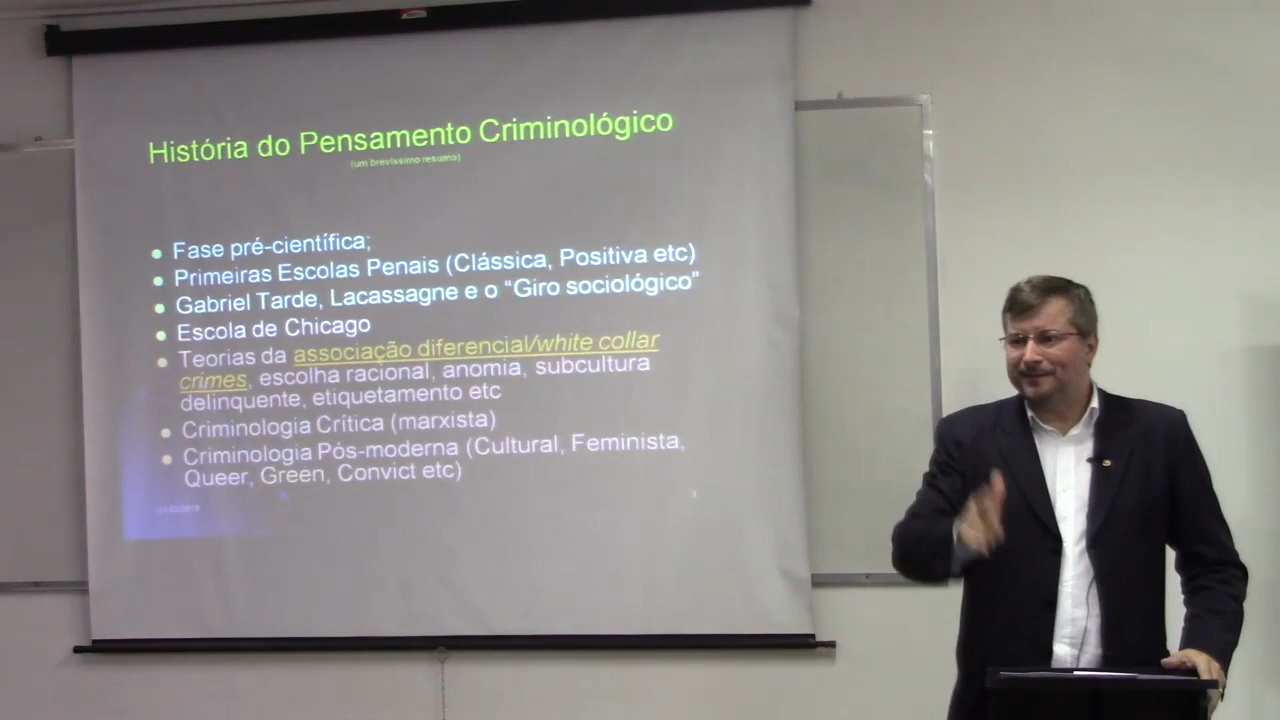 História do Pensamento Criminológico
(um brevíssimo resumo)
Fase pré-científica;
Primeiras Escolas Penais (Clássica, Positiva etc)
Gabriel Tarde, Lacassagne e o “Giro sociológico”
Escola de Chicago
Teorias da associação diferencial/white collar
crimes, escolha racional, anomia, subcultura
delinquente, etiquetamento etc
Criminologia Crítica (marxista)
Criminologia Pós-moderna (Cultural, Feminista,
Queer, Green, Convict etc)